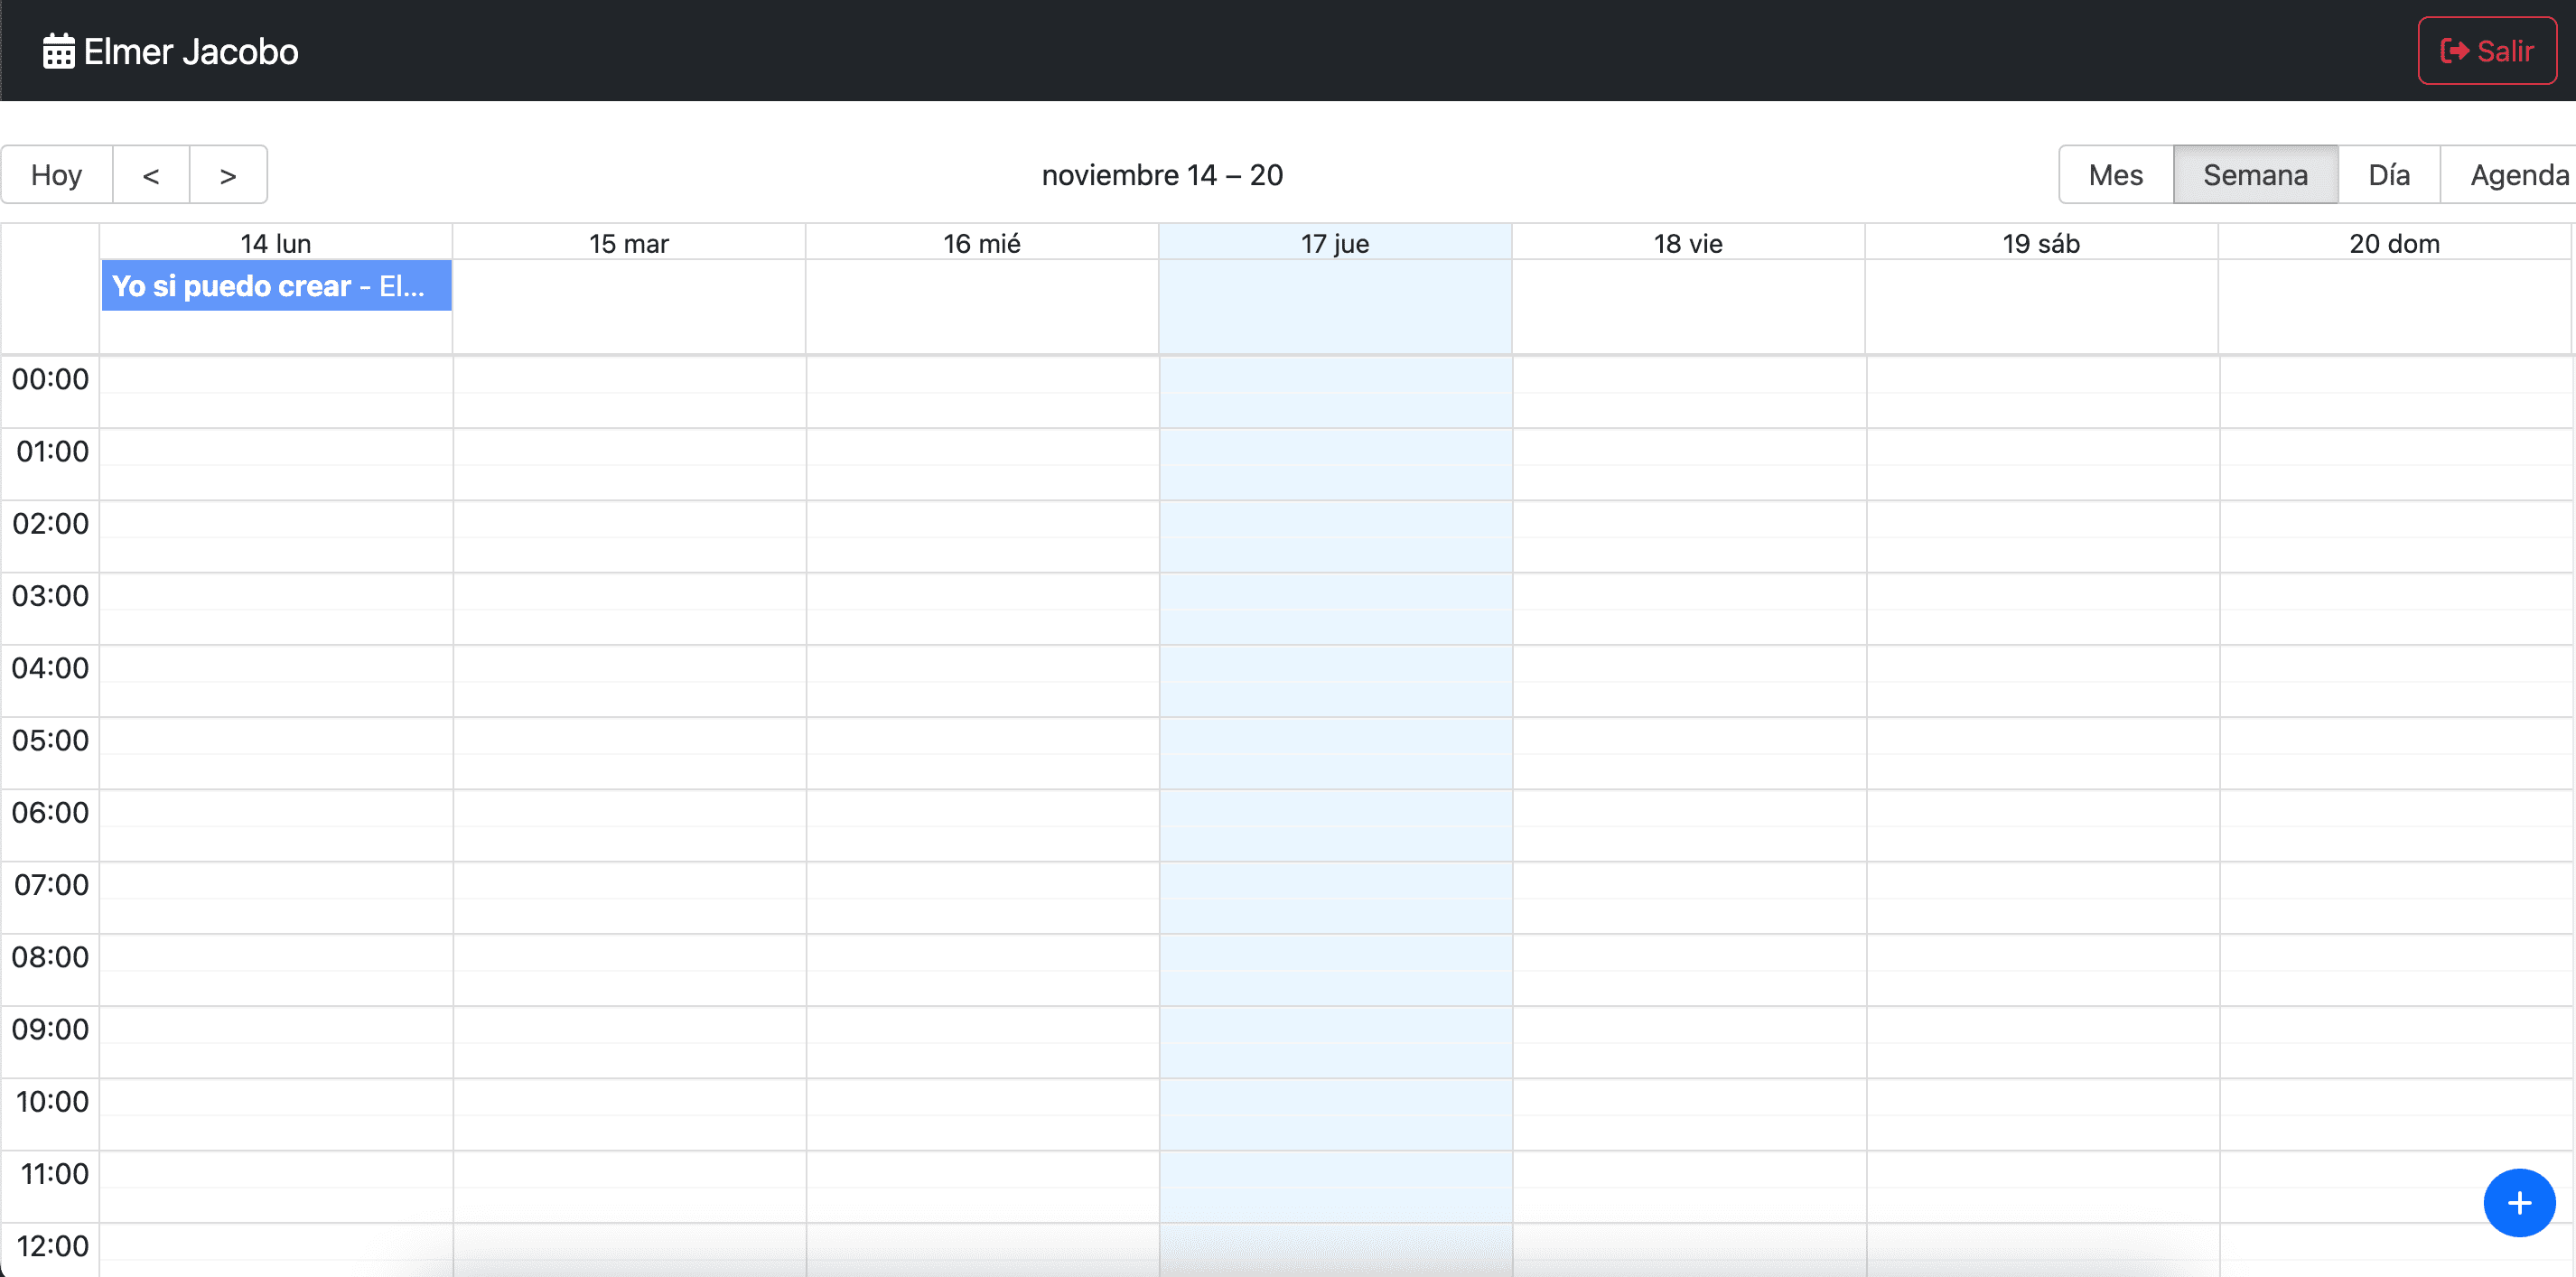 Elmer Jacobo
Salir
Hoy < >
noviembre 14 – 20
Mes Semana Día Agenda
14 lun 15 mar 16 mié 17 jue 18 vie 19 sáb 20 dom
Yo si puedo crear - El...
00:00
01:00
02:00
03:00
04:00
05:00
06:00
07:00
08:00
09:00
10:00
11:00
+
12:00